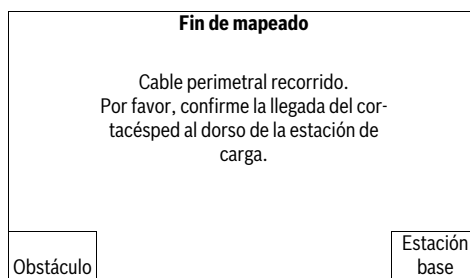 Fin de mapeado
Cable perimetral recorrido.
Por favor, confirme la llegada del cor-
tacésped al dorso de la estación de
carga.
Obstáculo
Estación
base